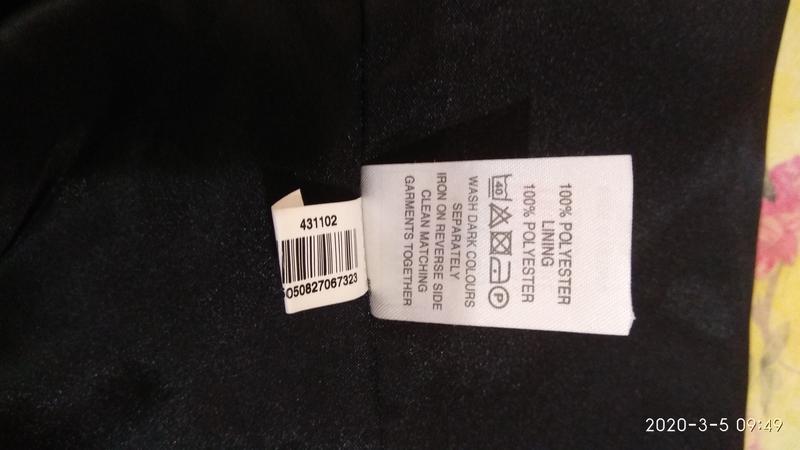 431102
5050827067323
100% POLYESTER
LINING
100% POLYESTER
40 P
WASH DARK COLOURS
SEPARATELY
IRON ON REVERSE SIDE
CLEAN MATCHING
GARMENTS TOGETHER
2020-3-5 09:49